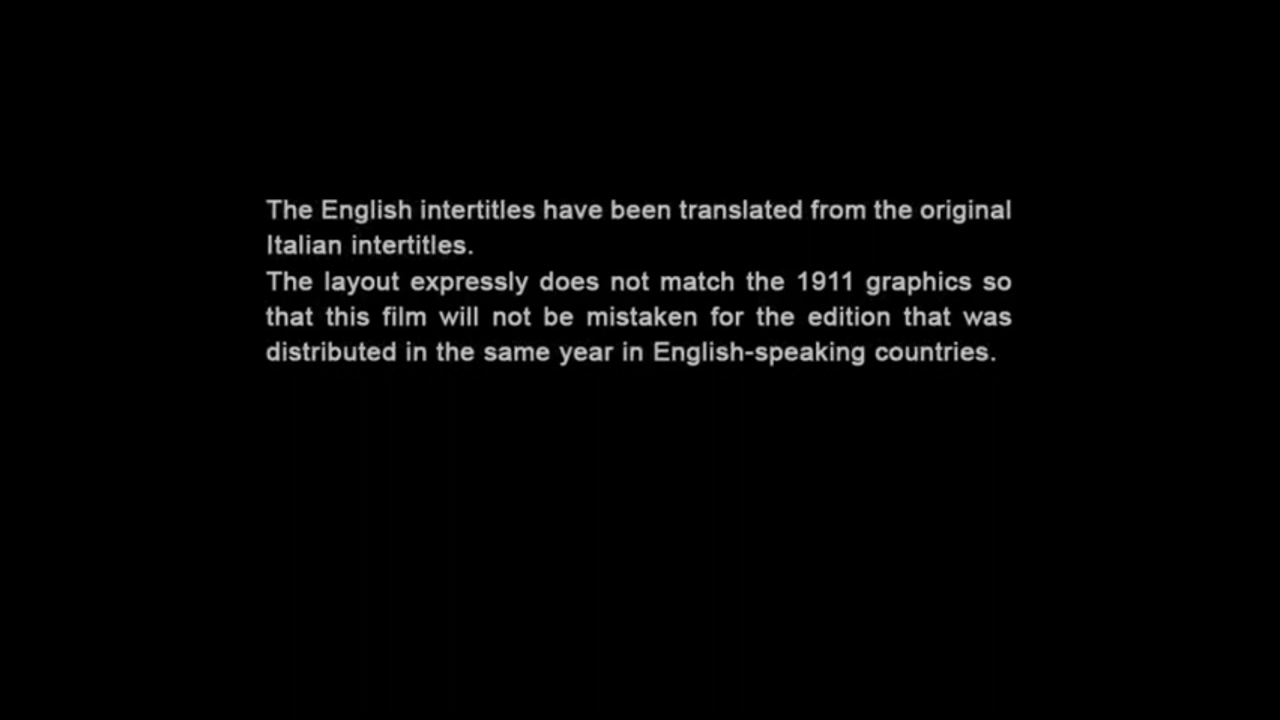 The English intertitles have been translated from the original
Italian intertitles.
The layout expressly does not match the 1911 graphics so
that this film will not be mistaken for the edition that was
distributed in the same year in English-speaking countries.